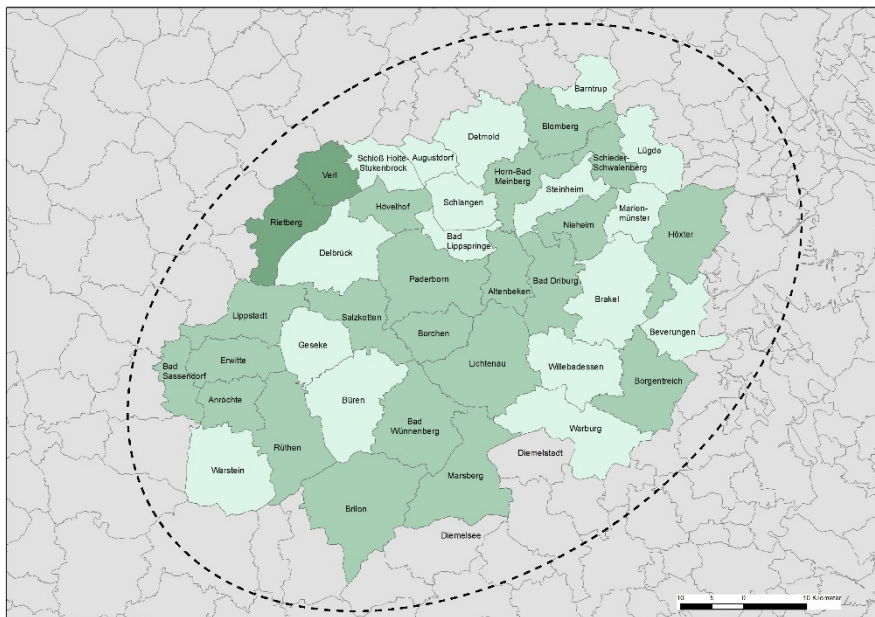 Barntrup
Detmold
Blomberg
Lügde
Schloß Holte-
Stukenbrock
Augustdorf
Schieder-
Schwalenberg
Verl
Horn-Bad
Meinberg
Steinheim
Schlangen
Hövelhof
Marien-
münster
Rietberg
Nieheim
Höxter
Bad
Lippspringe
Delbrück
Paderborn
Altenbeken
Bad Driburg
Brakel
Lippstadt
Salzkotten
Beverungen
Borchen
Geseke
Erwitte
Lichtenau
Willebadessen
Bad
Sassendorf
Borgentreich
Anröchte
Büren
Bad
Wünnenberg
Warburg
Rüthen
Diemelstadt
Warstein
Marsberg
Brilon
Diemelsee
10 5 0 10 Kilometer